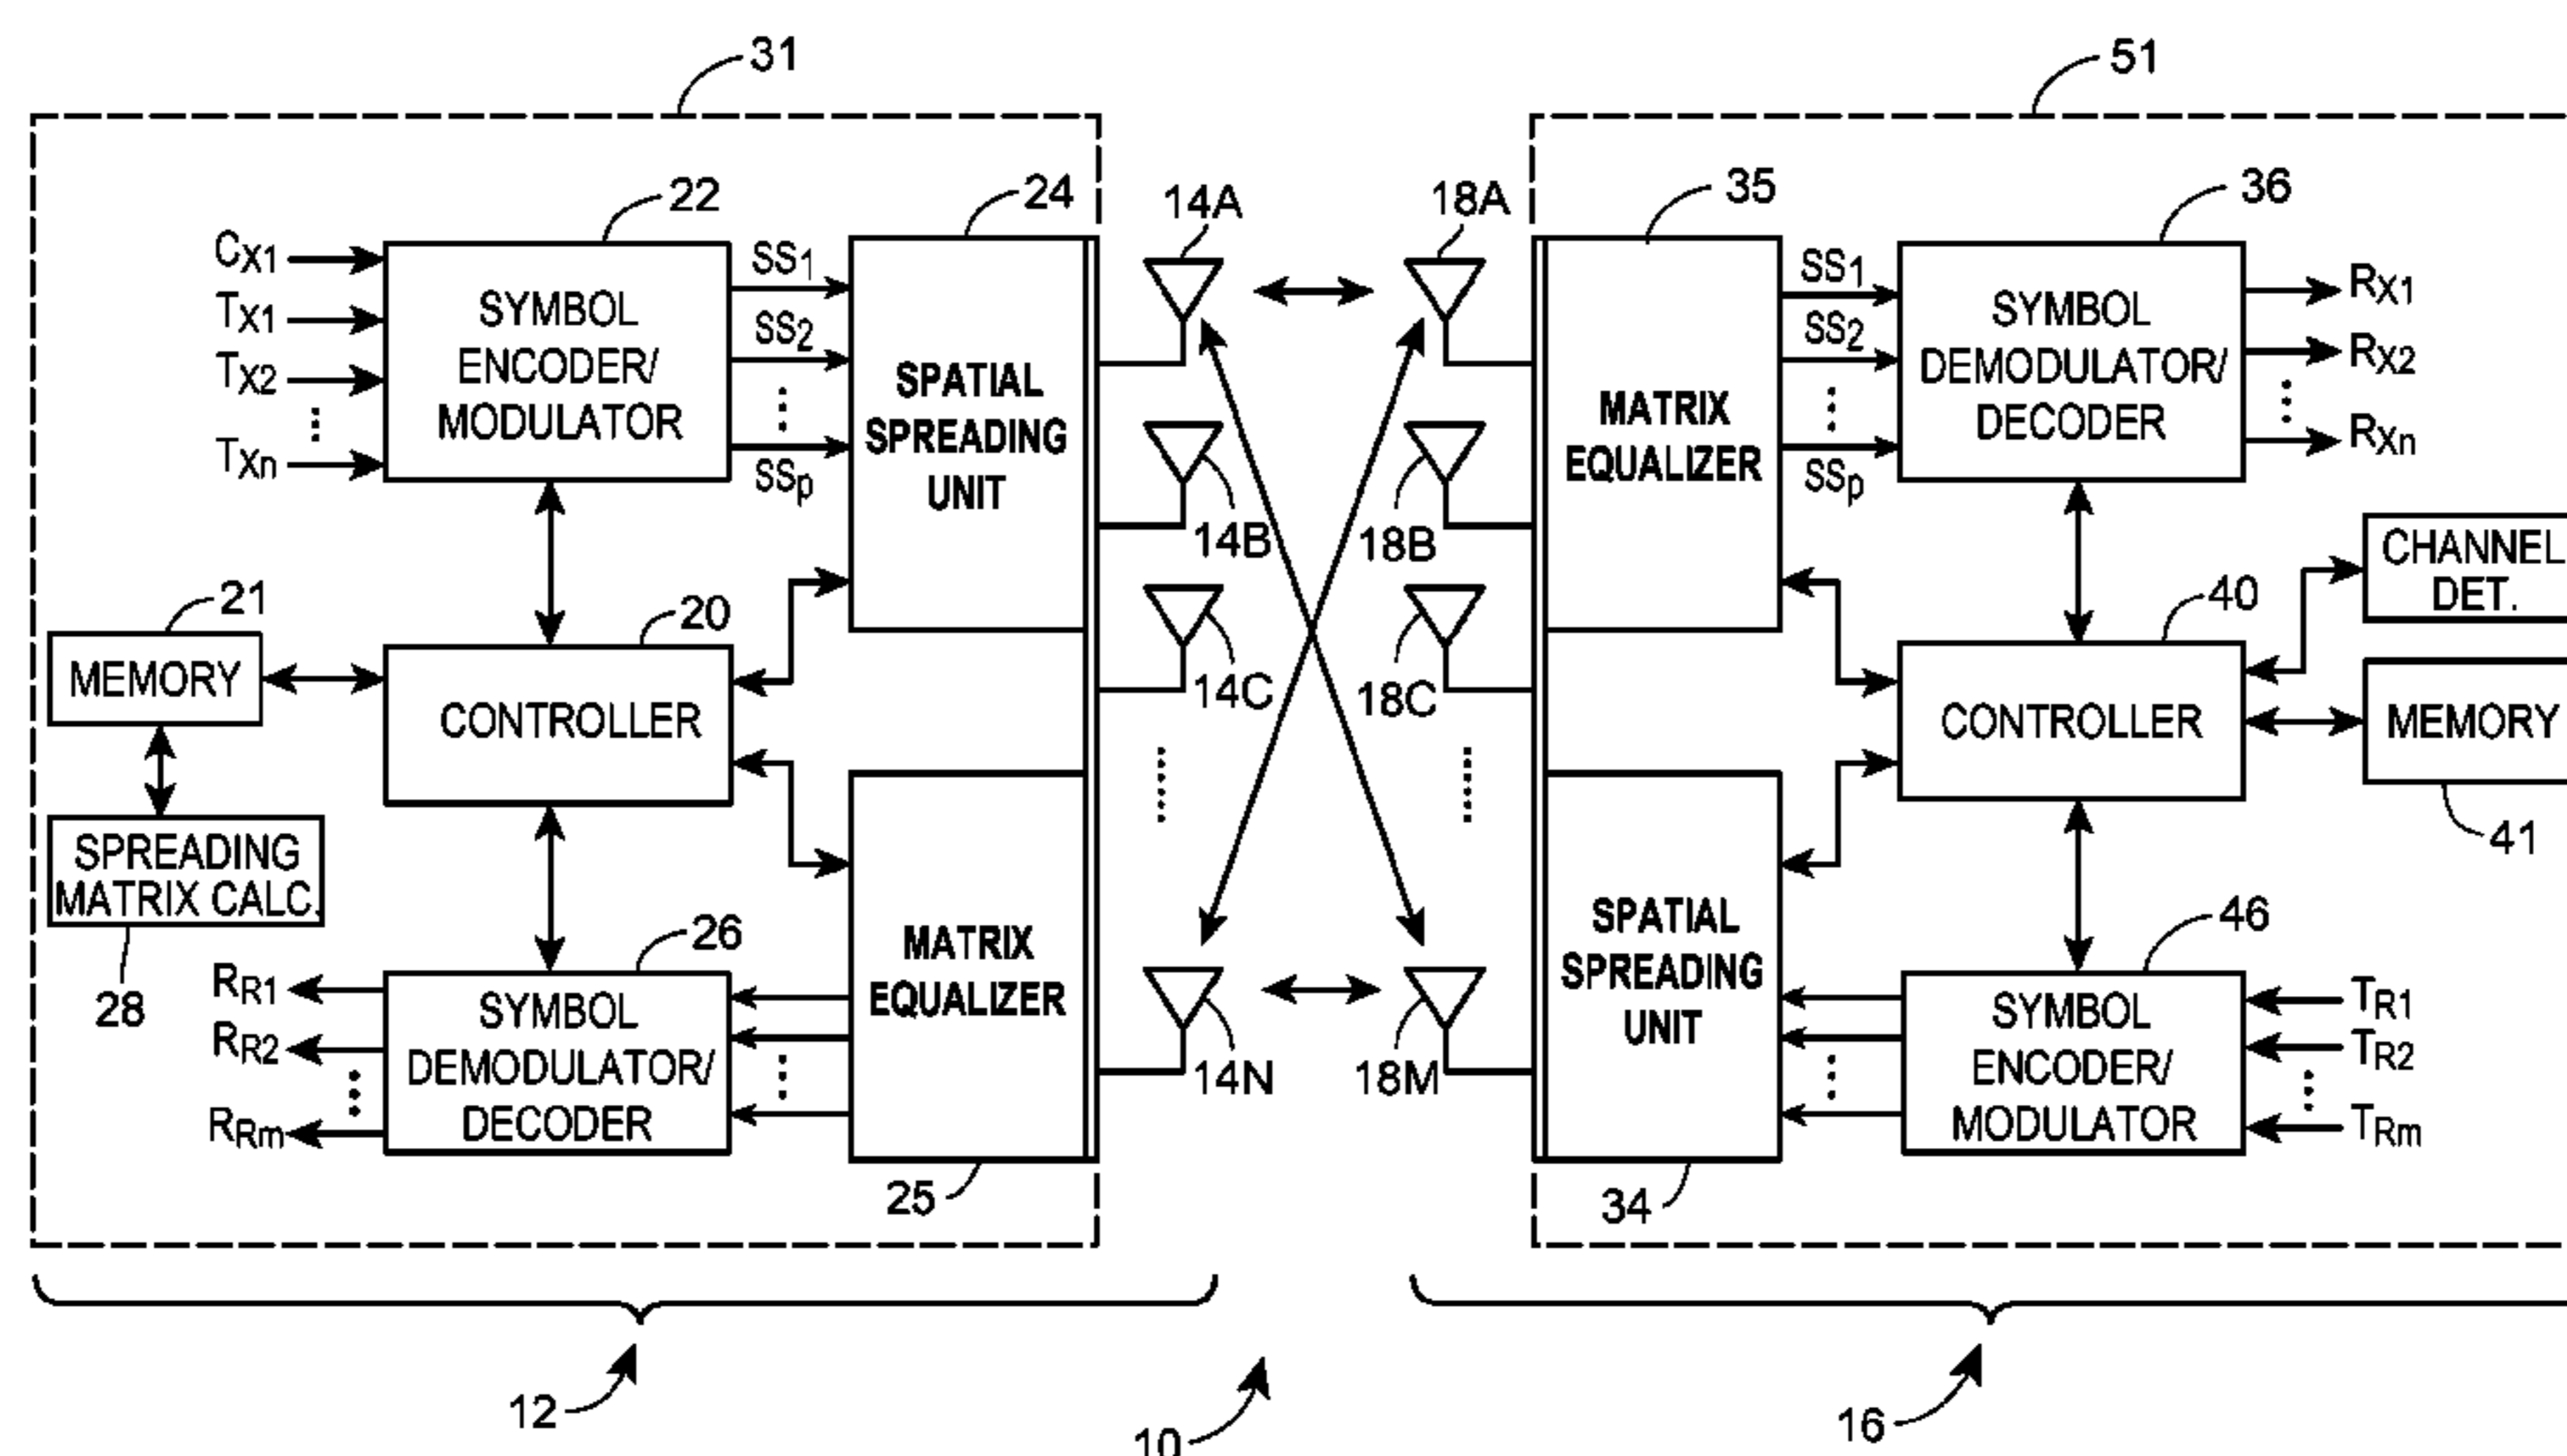 31
51
22
24
14A
18A
35
36
CX1
TX1
TX2
TXn
SYMBOL
ENCODER/
MODULATOR
SS1
SS2
SSp
SPATIAL
SPREADING
UNIT
14B
14C
14N
18B
18C
18M
MATRIX
EQUALIZER
SS1
SS2
SSp
SYMBOL
DEMODULATOR/
DECODER
RX1
RX2
RXn
21
MEMORY
20
CONTROLLER
SPREADING
MATRIX CALC.
28
40
CONTROLLER
CHANNEL
DET.
MEMORY
41
26
RR1
RR2
RRm
SYMBOL
DEMODULATOR/
DECODER
MATRIX
EQUALIZER
25
SPATIAL
SPREADING
UNIT
34
46
SYMBOL
ENCODER/
MODULATOR
TR1
TR2
TRm
12
10
16